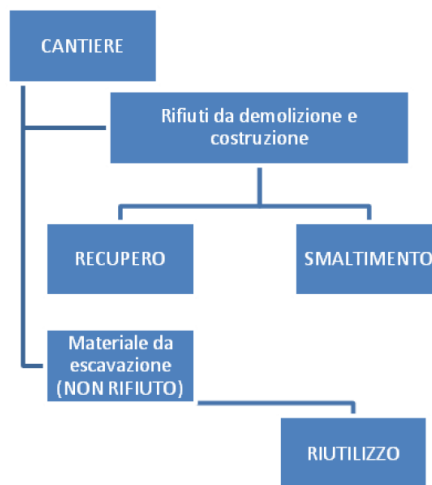 CANTIERE
Rifiuti da demolizione e
costruzione
RECUPERO
SMALTIMENTO
Materiale da
escavazione
(NON RIFIUTO)
RIUTILIZZO